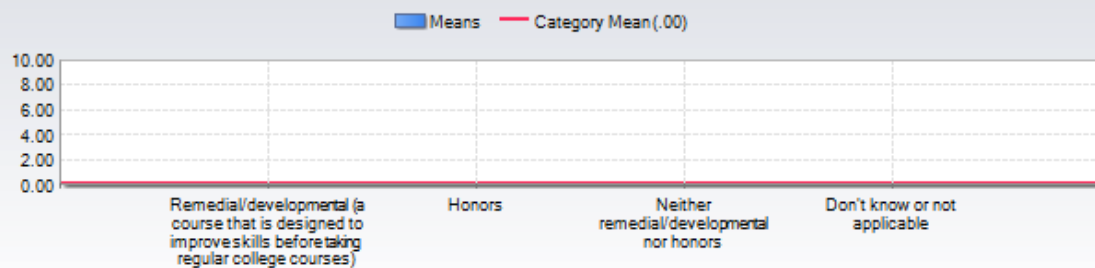 Means Category Mean (.00)
10.00
8.00
6.00
4.00
2.00
0.00
Remedial/developmental (a
course that is designed to
improve skills before taking
regular college courses)
Honors
Neither
remedial/developmental
nor honors
Don't know or not
applicable